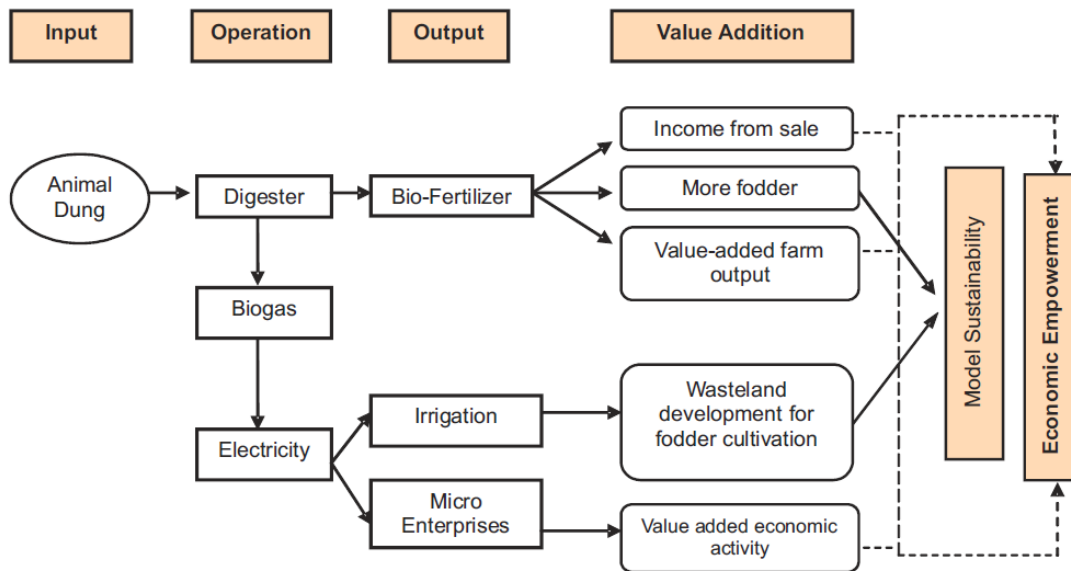 Input
Operation
Output
Value Addition
Income from sale
Animal
Dung
Digester
Bio-Fertilizer
More fodder
Value-added farm
output
Biogas
Electricity
Irrigation
Wasteland
development for
fodder cultivation
Micro
Enterprises
Value added economic
activity
Model Sustainability
Economic Empowerment